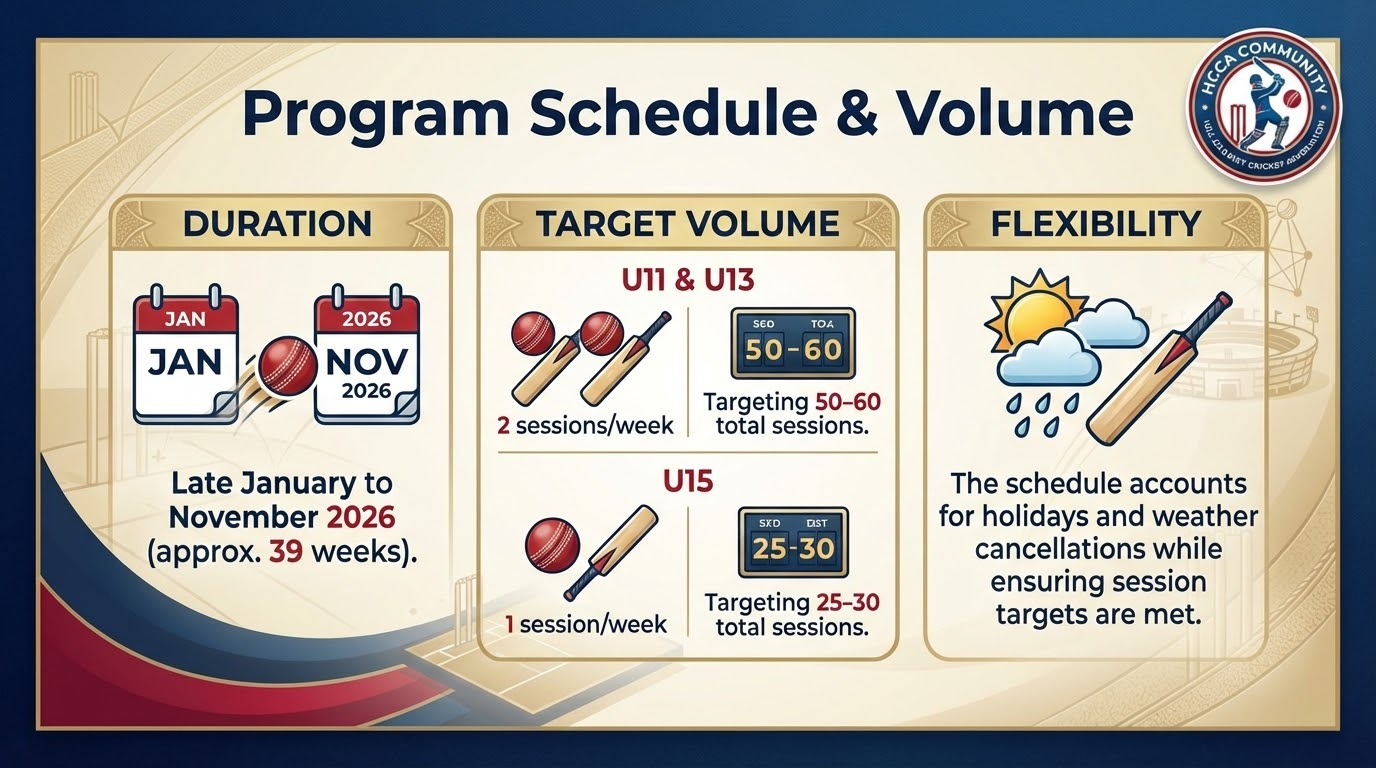 Program Schedule & Volume
HCCA COMMUNITY
CRICKET
DURATION
JAN
JAN
2026
NOV
2026
Late January to
November 2026
(approx. 39 weeks).
TARGET VOLUME
U11 & U13
2 sessions/week
50-60
Targeting 50–60
total sessions.
U15
1 session/week
25-30
Targeting 25–30
total sessions.
FLEXIBILITY
The schedule accounts
for holidays and weather
cancellations while
ensuring session
targets are met.